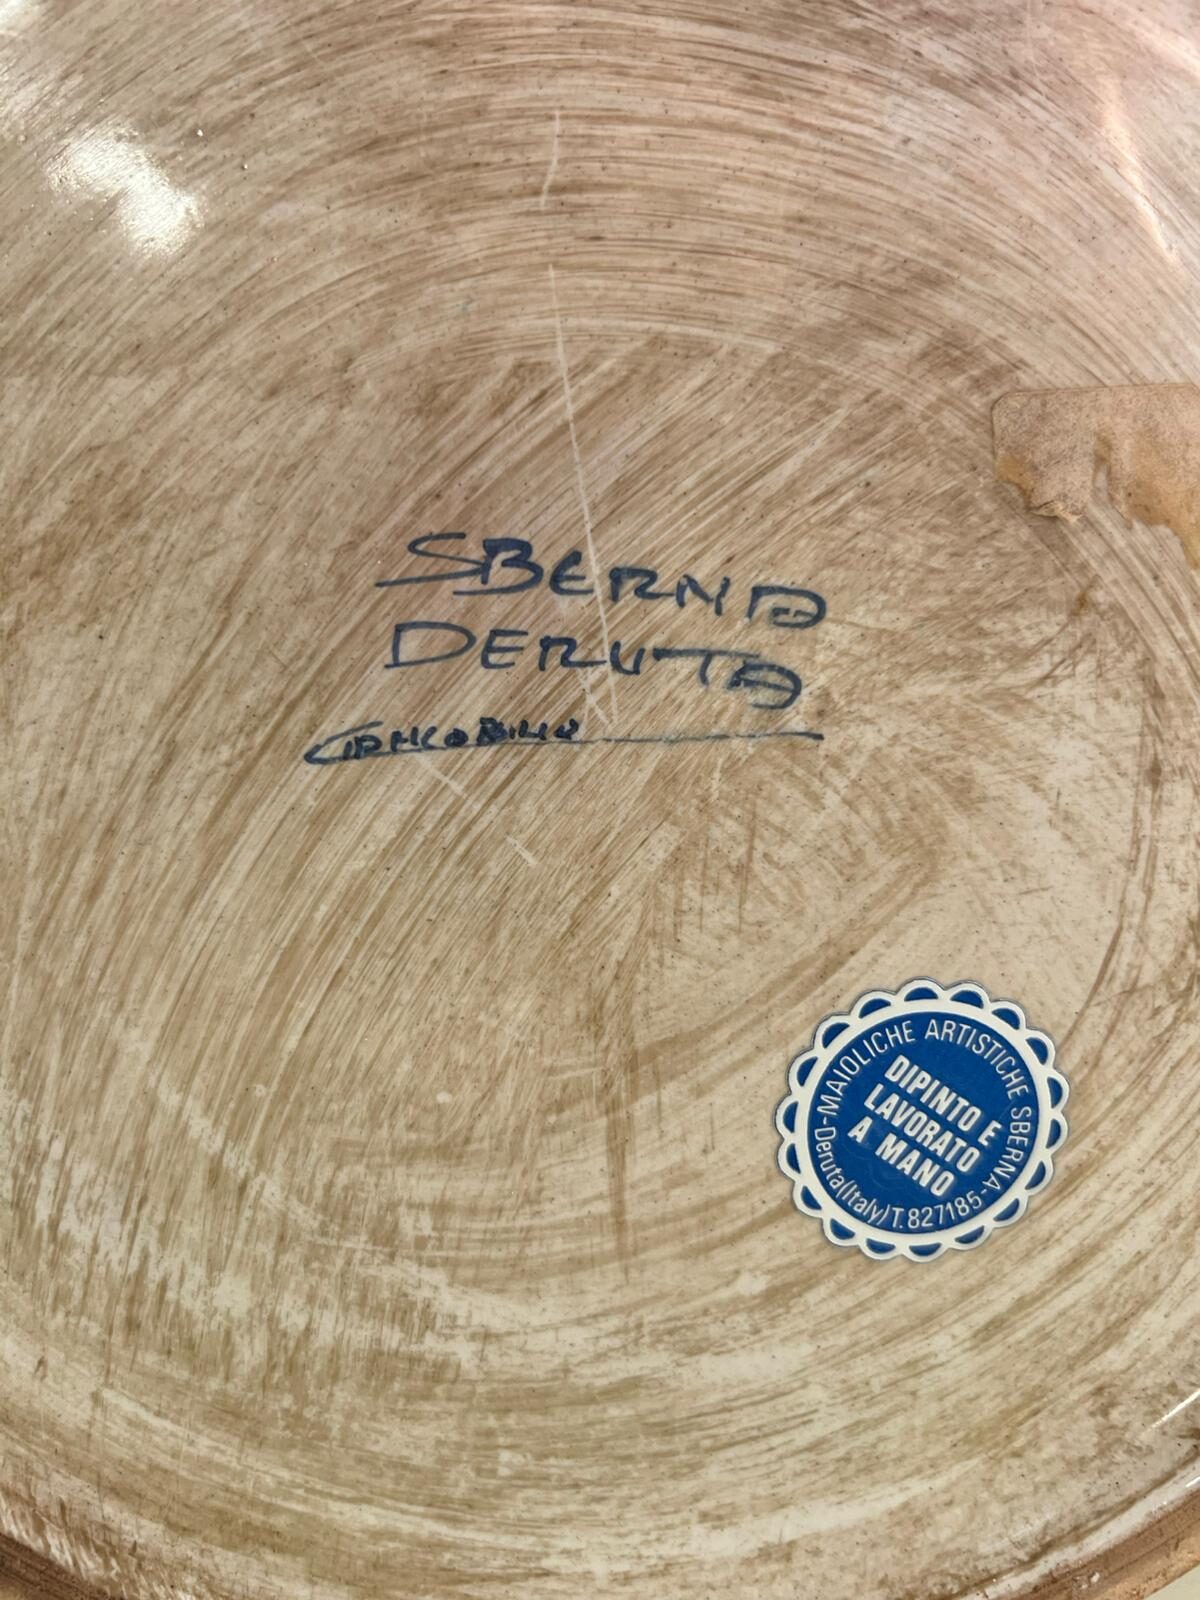 SBERNA
DERUTA
MAIOLICHE ARTISTICHE SBERNA-
DIPINTO E
LAVORATO
A MANO
Deruta(Italy)T.827185-